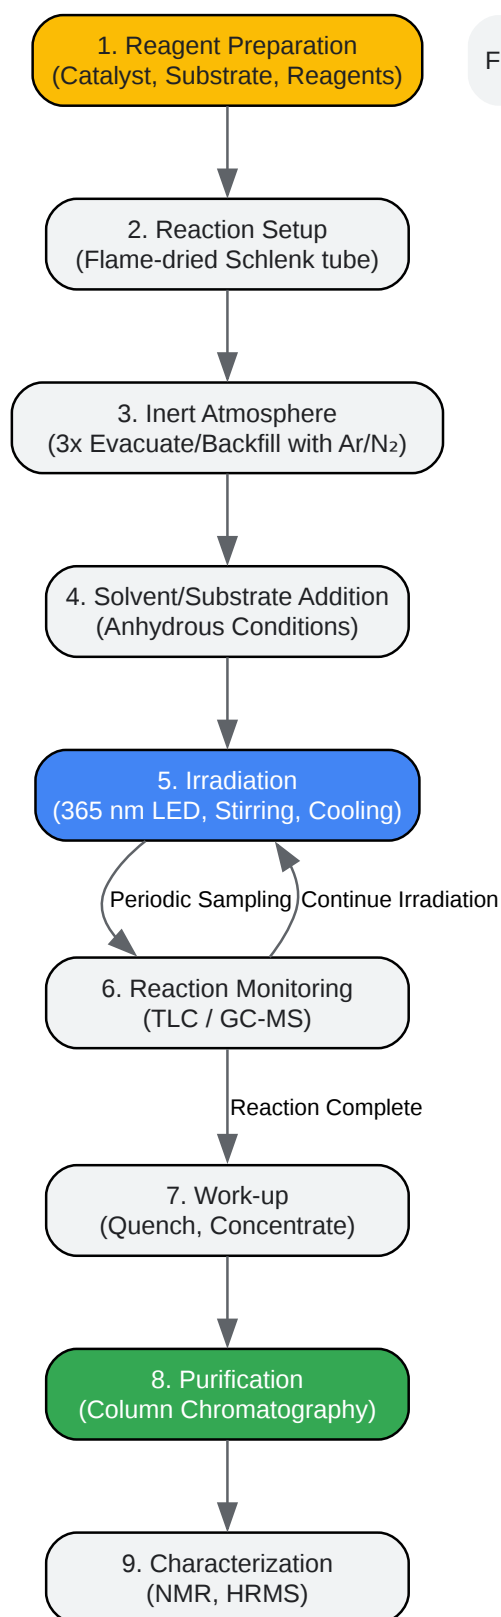 1. Reagent Preparation
(Catalyst, Substrate, Reagents)
F
2. Reaction Setup
(Flame-dried Schlenk tube)
3. Inert Atmosphere
(3x Evacuate/Backfill with Ar/N₂)
4. Solvent/Substrate Addition
(Anhydrous Conditions)
5. Irradiation
(365 nm LED, Stirring, Cooling)
Periodic Sampling
Continue Irradiation
6. Reaction Monitoring
(TLC / GC-MS)
Reaction Complete
7. Work-up
(Quench, Concentrate)
8. Purification
(Column Chromatography)
9. Characterization
(NMR, HRMS)